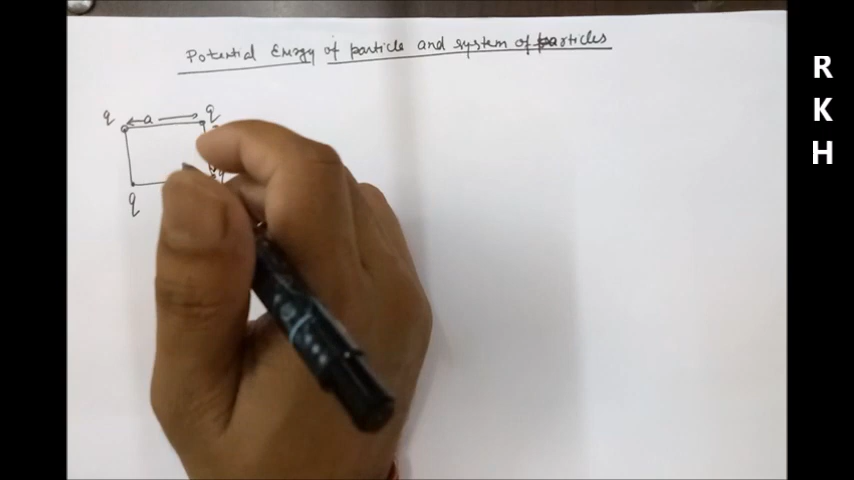 Potential Energy of particle and system of particles
q a q
q
R
K
H